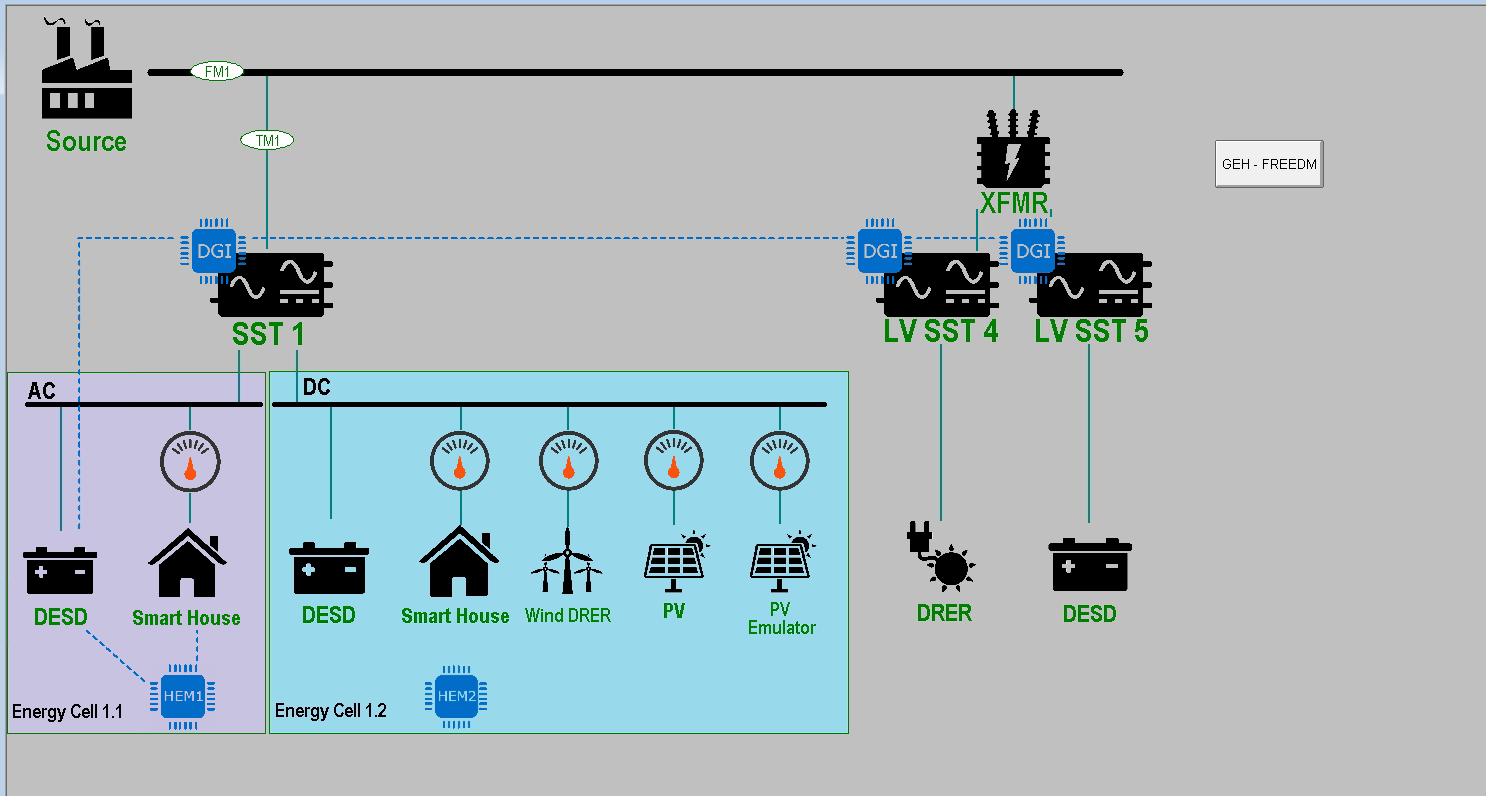 FM1
TM1
Source
GEH - FREEDM
XFMR
DGI
DGI
DGI
SST 1
LV SST 4
LV SST 5
AC
DC
DESD
Smart House
DESD
Smart House
Wind DRER
PV
PV
Emulator
DRER
DESD
HEM1
HEM2
Energy Cell 1.1
Energy Cell 1.2